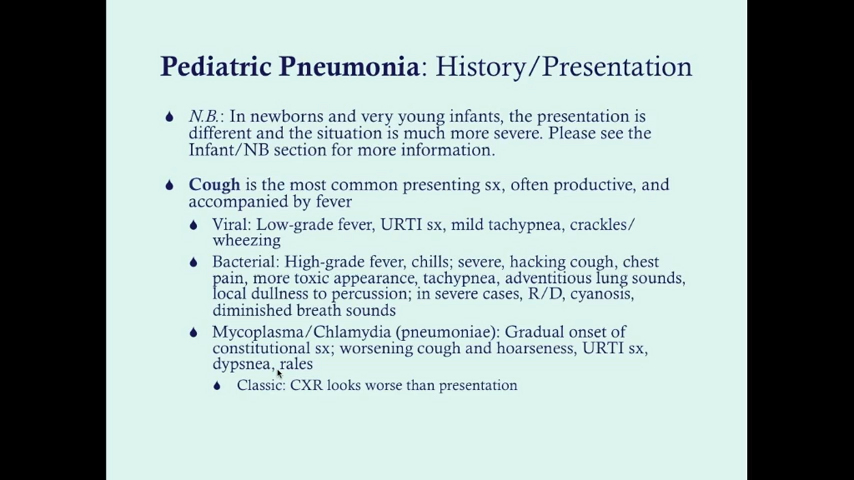 Pediatric Pneumonia: History/Presentation
N.B.: In newborns and very young infants, the presentation is
different and the situation is much more severe. Please see the
Infant/NB section for more information.
Cough is the most common presenting sx, often productive, and
accompanied by fever
Viral: Low-grade fever, URTI sx, mild tachypnea, crackles/
wheezing
Bacterial: High-grade fever, chills; severe, hacking cough, chest
pain, more toxic appearance, tachypnea, adventitious lung sounds,
local dullness to percussion; in severe cases, R/D, cyanosis,
diminished breath sounds
Mycoplasma/Chlamydia (pneumoniae): Gradual onset of
constitutional sx; worsening cough and hoarseness, URTI sx,
dypsnea, rales
Classic: CXR looks worse than presentation